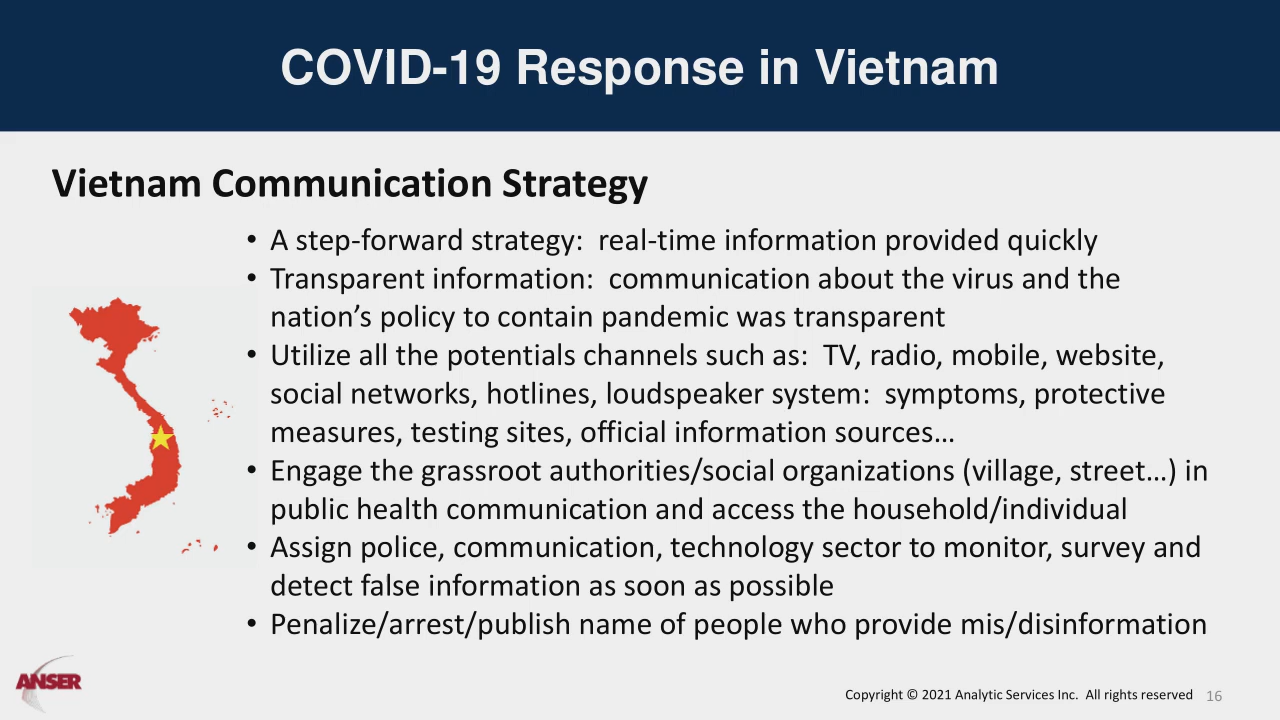 COVID-19 Response in Vietnam
Vietnam Communication Strategy
• A step-forward strategy:  real-time information provided quickly
• Transparent information:  communication about the virus and the
nation’s policy to contain pandemic was transparent
• Utilize all the potentials channels such as:  TV, radio, mobile, website,
social networks, hotlines, loudspeaker system:  symptoms, protective
measures, testing sites, official information sources…
• Engage the grassroot authorities/social organizations (village, street…) in
public health communication and access the household/individual
• Assign police, communication, technology sector to monitor, survey and
detect false information as soon as possible
• Penalize/arrest/publish name of people who provide mis/disinformation
ANSER
Copyright © 2021 Analytic Services Inc.  All rights reserved 16